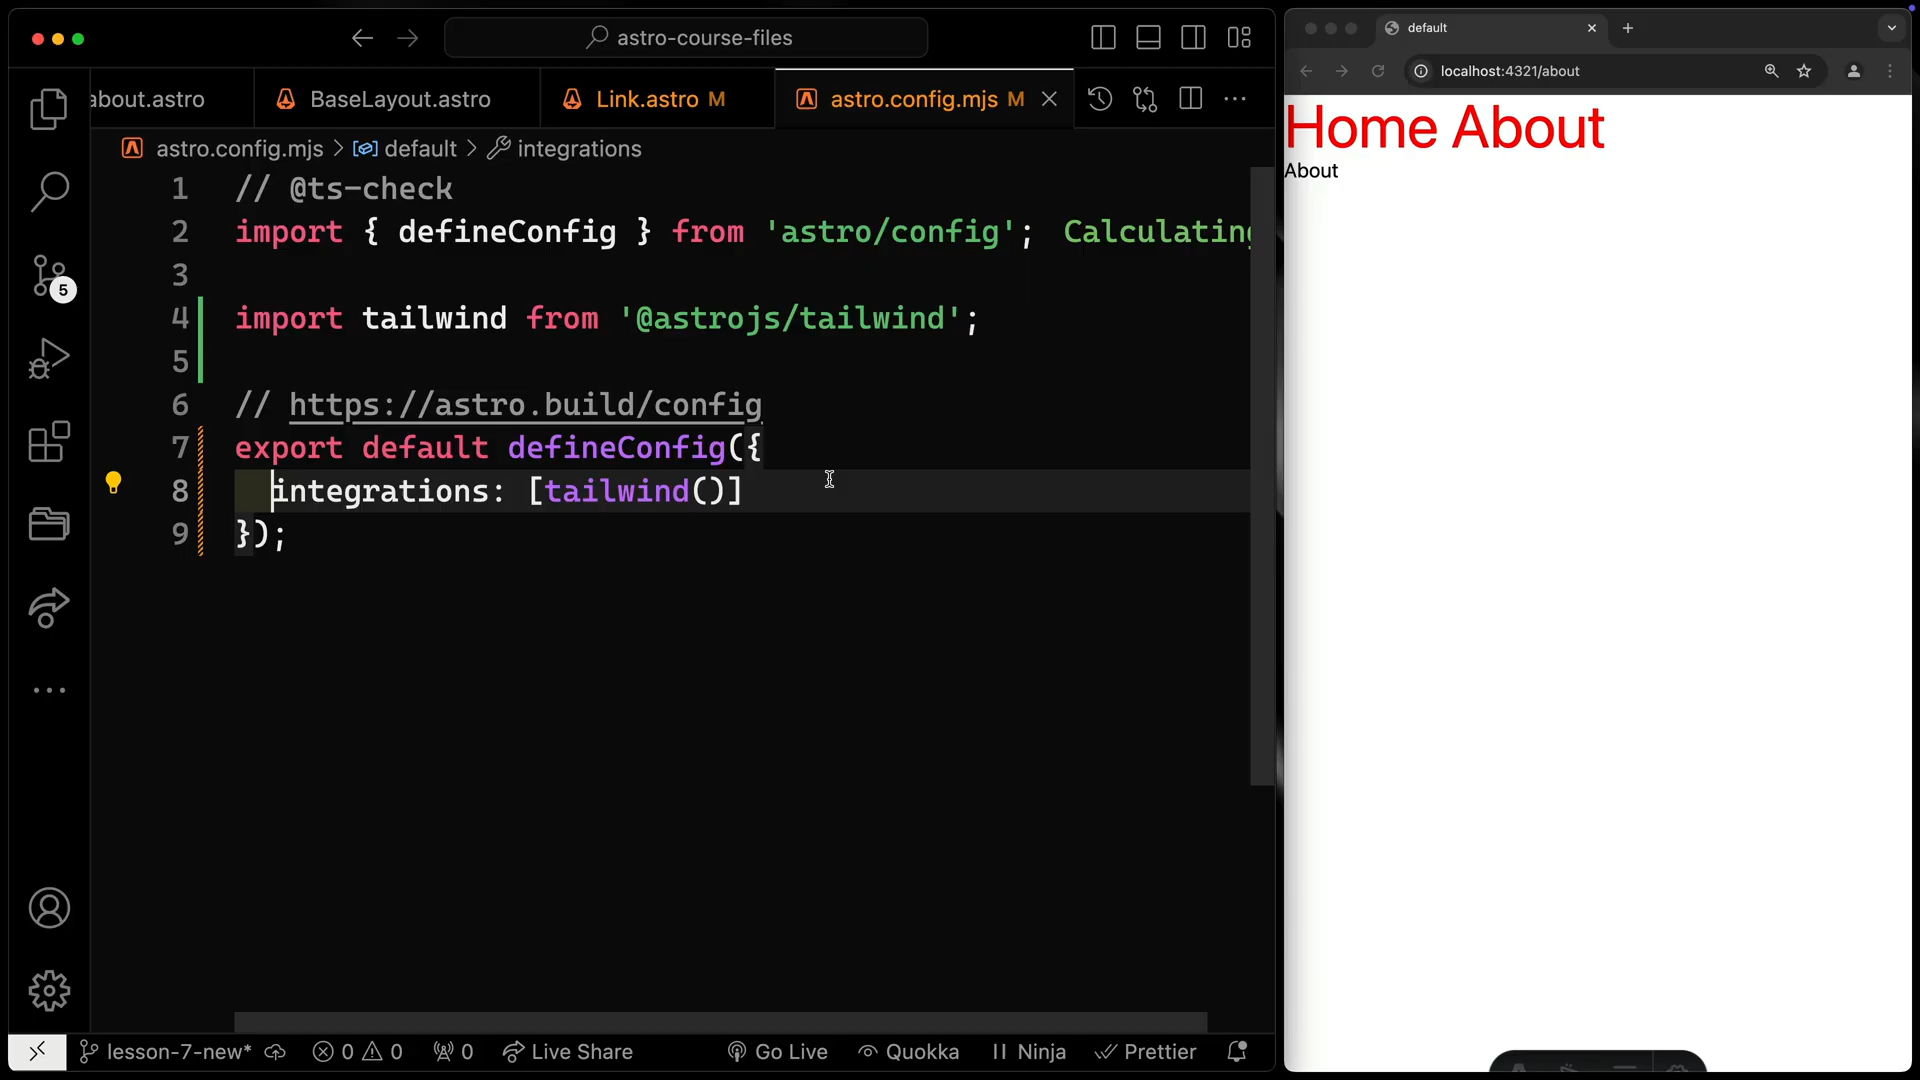 astro-course-files
about.astro
BaseLayout.astro
Link.astro M
astro.config.mjs M
astro.config.mjs > default > integrations
1 // @ts-check
2 import { defineConfig } from 'astro/config'; Calculating
3
4 import tailwind from '@astrojs/tailwind';
5
6 // https://astro.build/config
7 export default defineConfig({
8 integrations: [tailwind()]
9 });
5
lesson-7-new* 0 0 0 Live Share Go Live Quokka Ninja Prettier
default
localhost:4321/about
Home About
About